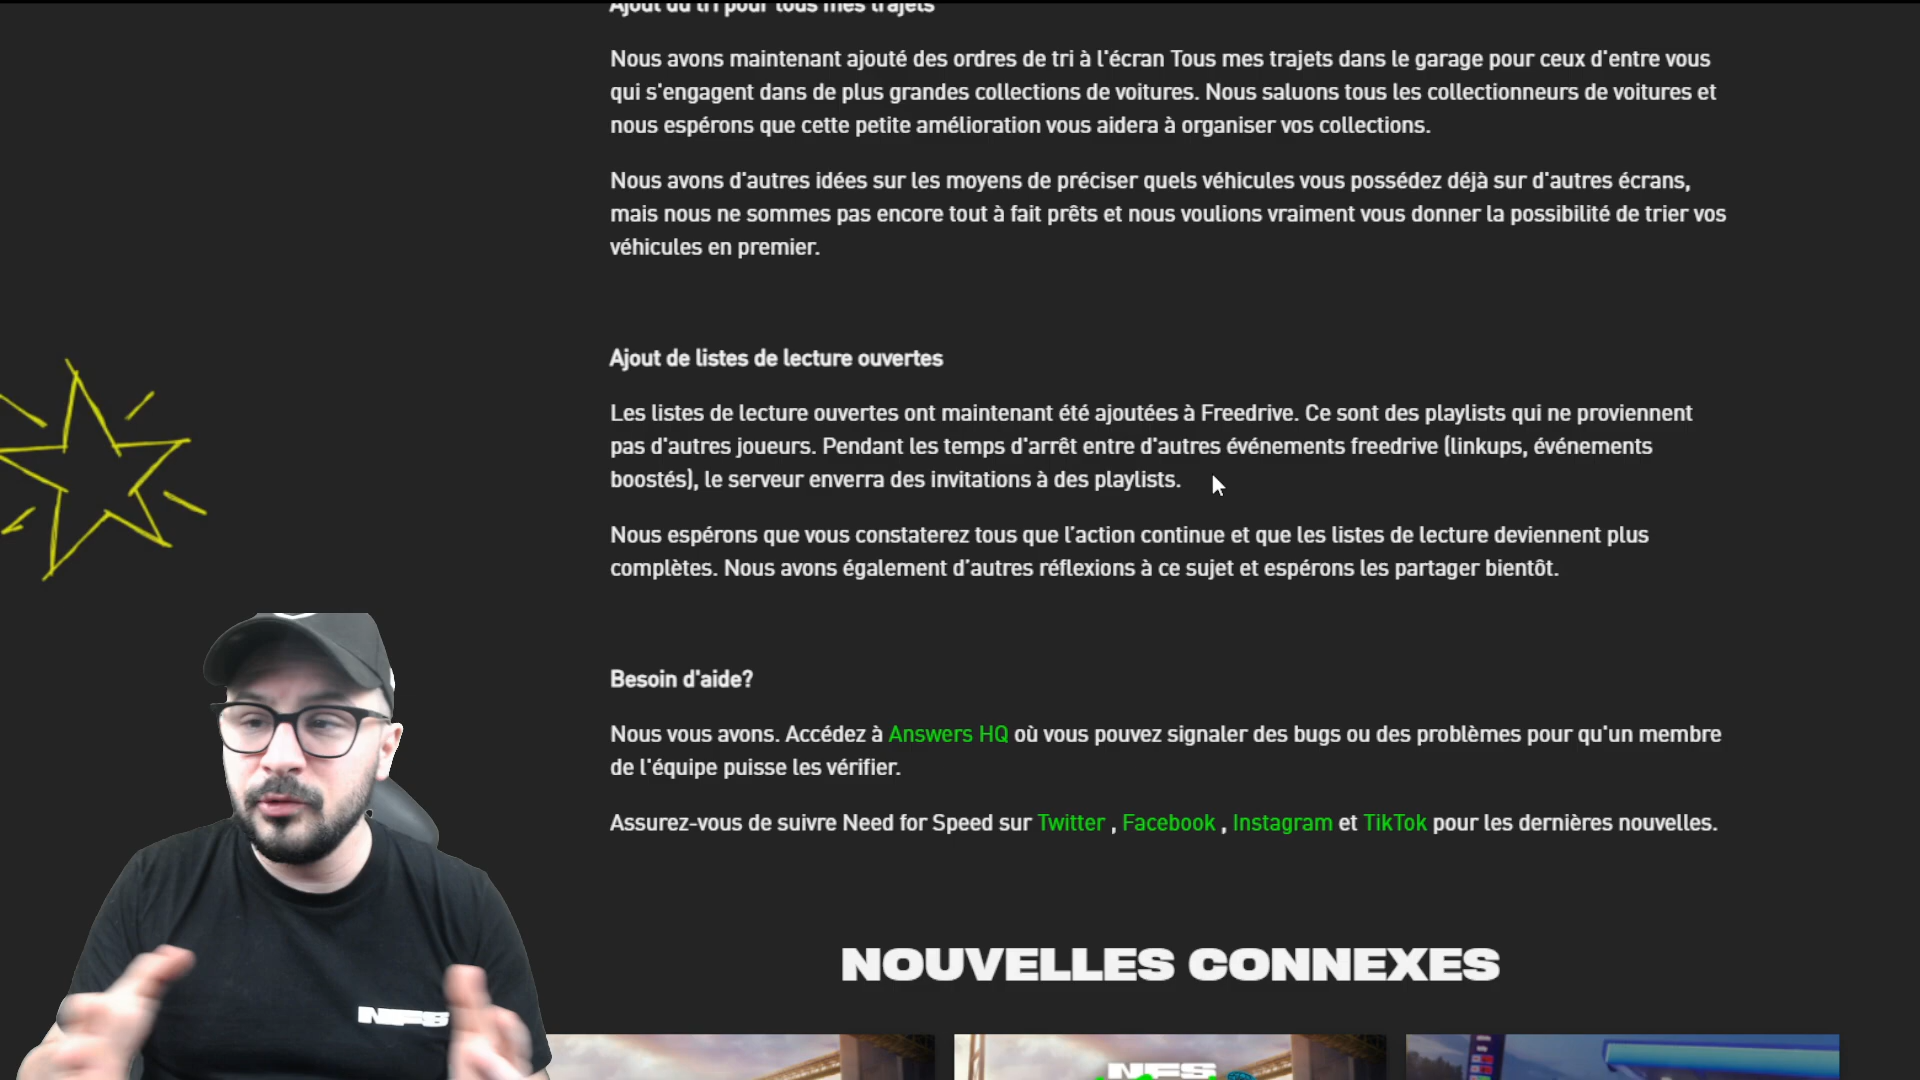 Ajout du tri pour tous mes trajets
Nous avons maintenant ajouté des ordres de tri à l'écran Tous mes trajets dans le garage pour ceux d'entre vous
qui s'engagent dans de plus grandes collections de voitures. Nous saluons tous les collectionneurs de voitures et
nous espérons que cette petite amélioration vous aidera à organiser vos collections.
Nous avons d'autres idées sur les moyens de préciser quels véhicules vous possédez déjà sur d'autres écrans,
mais nous ne sommes pas encore tout à fait prêts et nous voulions vraiment vous donner la possibilité de trier vos
véhicules en premier.
Ajout de listes de lecture ouvertes
Les listes de lecture ouvertes ont maintenant été ajoutées à Freedrive. Ce sont des playlists qui ne proviennent
pas d'autres joueurs. Pendant les temps d'arrêt entre d'autres événements freedrive (linkups, événements
boostés), le serveur enverra des invitations à des playlists.
Nous espérons que vous constaterez tous que l'action continue et que les listes de lecture deviennent plus
complètes. Nous avons également d'autres réflexions à ce sujet et espérons les partager bientôt.
Besoin d'aide?
Nous vous avons. Accédez à Answers HQ où vous pouvez signaler des bugs ou des problèmes pour qu'un membre
de l'équipe puisse les vérifier.
Assurez-vous de suivre Need for Speed sur Twitter , Facebook , Instagram et TikTok pour les dernières nouvelles.
NFS
NOUVELLES CONNEXES
NFS